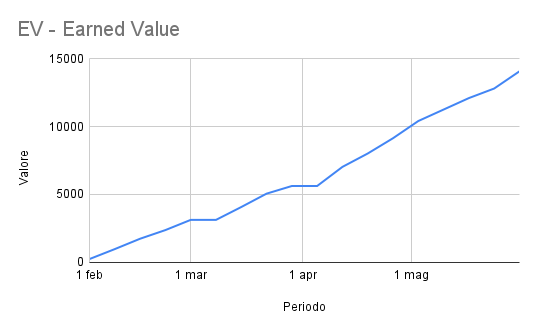 EV - Earned Value
15000
10000
5000
0
Valore
1 feb 1 mar 1 apr 1 mag
Periodo